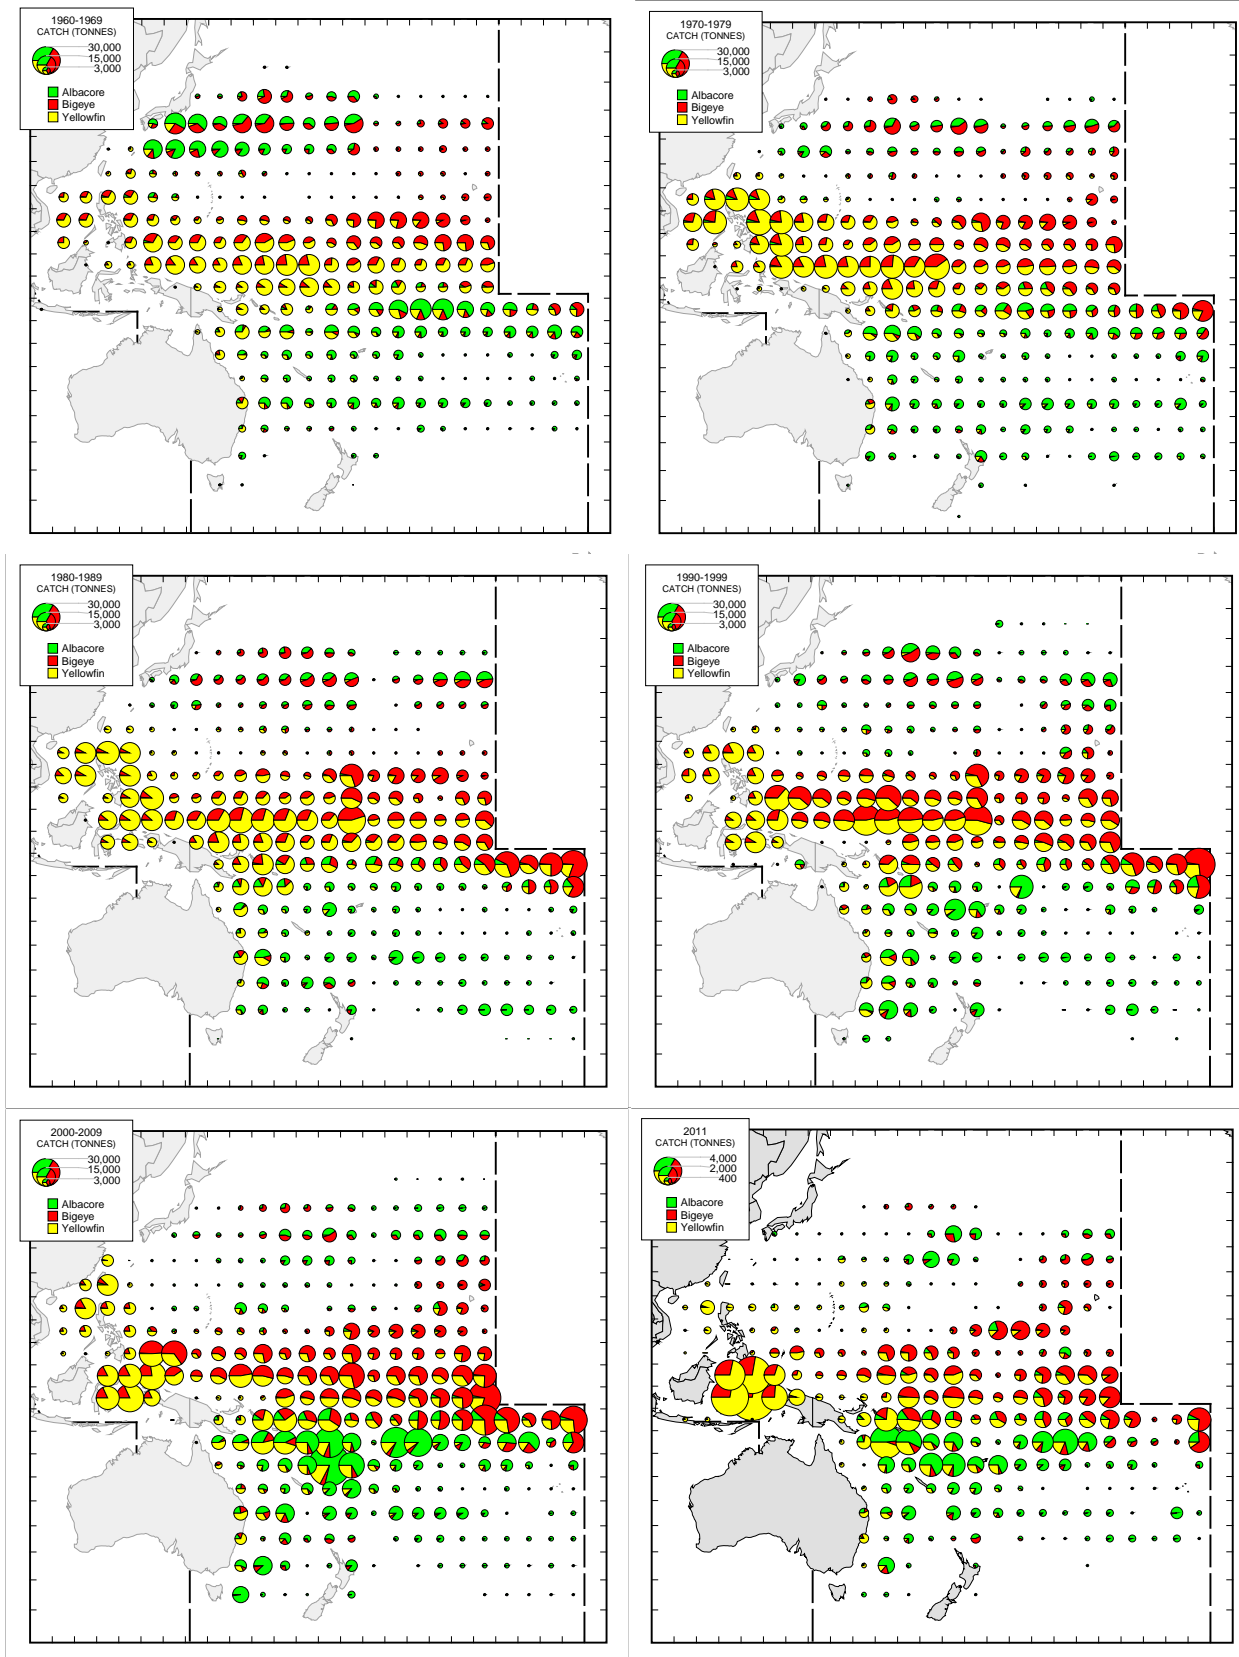 1960-1969
CATCH (TONNES)
30,000
15,000
3,000
Albacore
Bigeye
Yellowfin
1970-1979
CATCH (TONNES)
30,000
15,000
3,000
Albacore
Bigeye
Yellowfin
1980-1989
CATCH (TONNES)
30,000
15,000
3,000
Albacore
Bigeye
Yellowfin
1990-1999
CATCH (TONNES)
30,000
15,000
3,000
Albacore
Bigeye
Yellowfin
2000-2009
CATCH (TONNES)
30,000
15,000
3,000
Albacore
Bigeye
Yellowfin
2011
CATCH (TONNES)
4,000
2,000
400
Albacore
Bigeye
Yellowfin